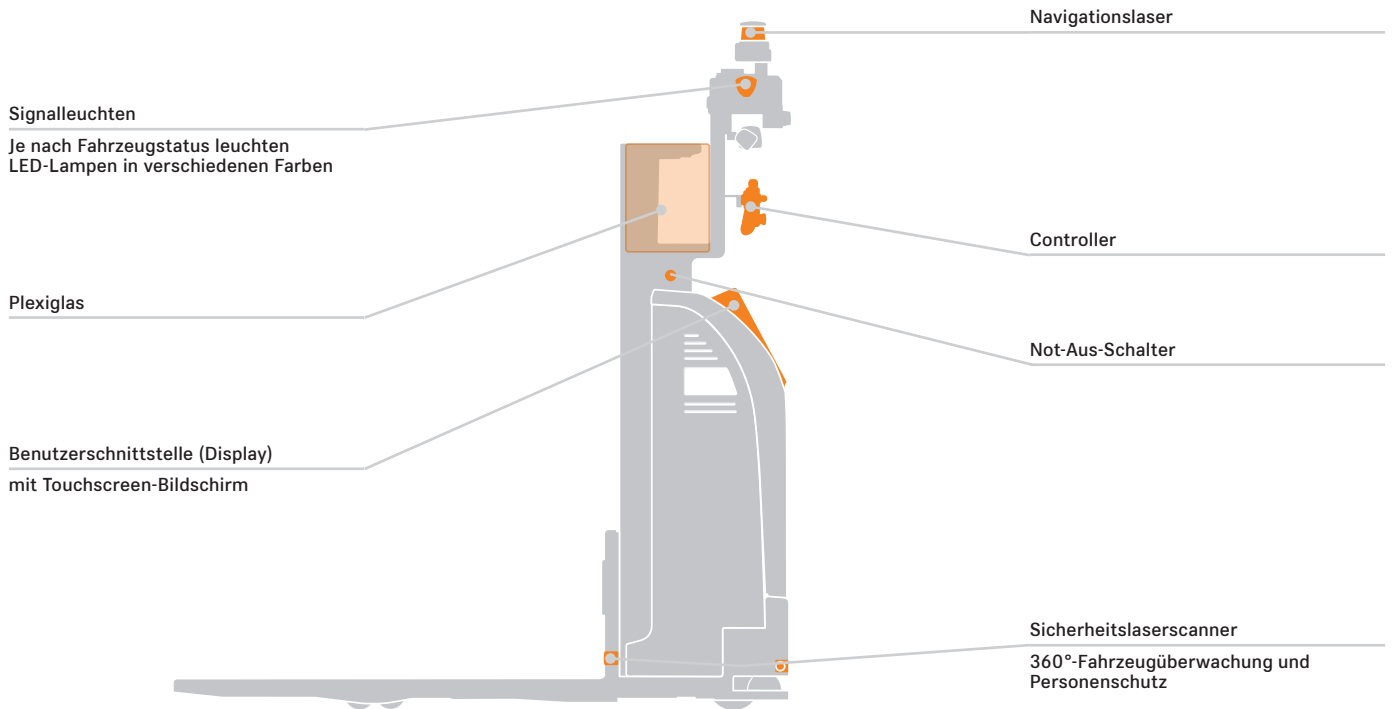 Navigationslaser
Signalleuchten
Je nach Fahrzeugstatus leuchten
LED-Lampen in verschiedenen Farben
Controller
Plexiglas
Not-Aus-Schalter
Benutzerschnittstelle (Display)
mit Touchscreen-Bildschirm
Sicherheitslaserscanner
360°-Fahrzeugüberwachung und
Personenschutz